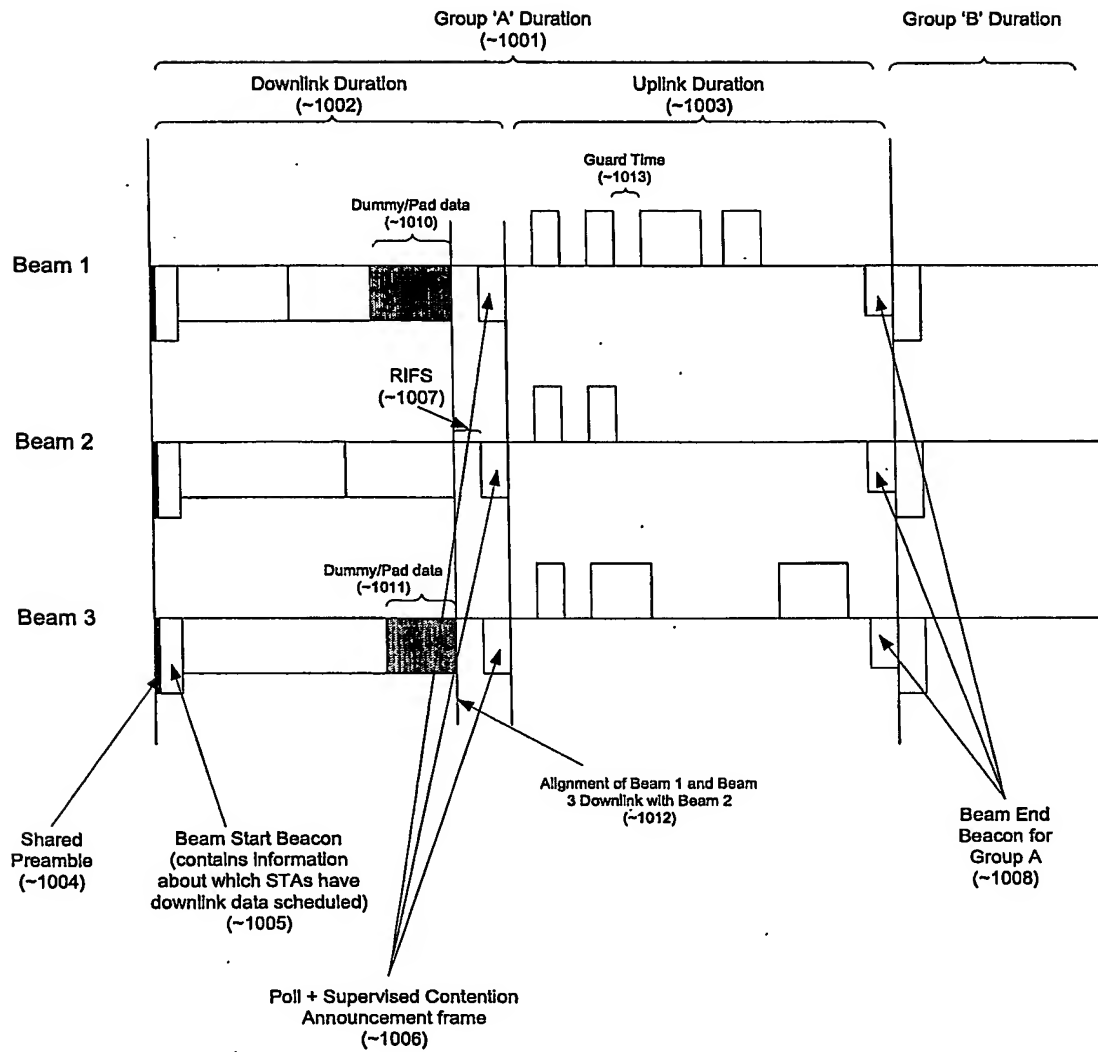 Group 'A' Duration
(~1001)
Group 'B' Duration
Downlink Duration
(~1002)
Uplink Duration
(~1003)
Guard Time
(~1013)
Dummy/Pad data
(~1010)
Beam 1
RIFS
(~1007)
Beam 2
Dummy/Pad data
(~1011)
Beam 3
Alignment of Beam 1 and Beam
3 Downlink with Beam 2
(~1012)
Shared
Preamble
(~1004)
Beam Start Beacon
(contains information
about which STAs have
downlink data scheduled)
(~1005)
Beam End
Beacon for
Group A
(~1008)
Poll + Supervised Contention
Announcement frame
(~1006)